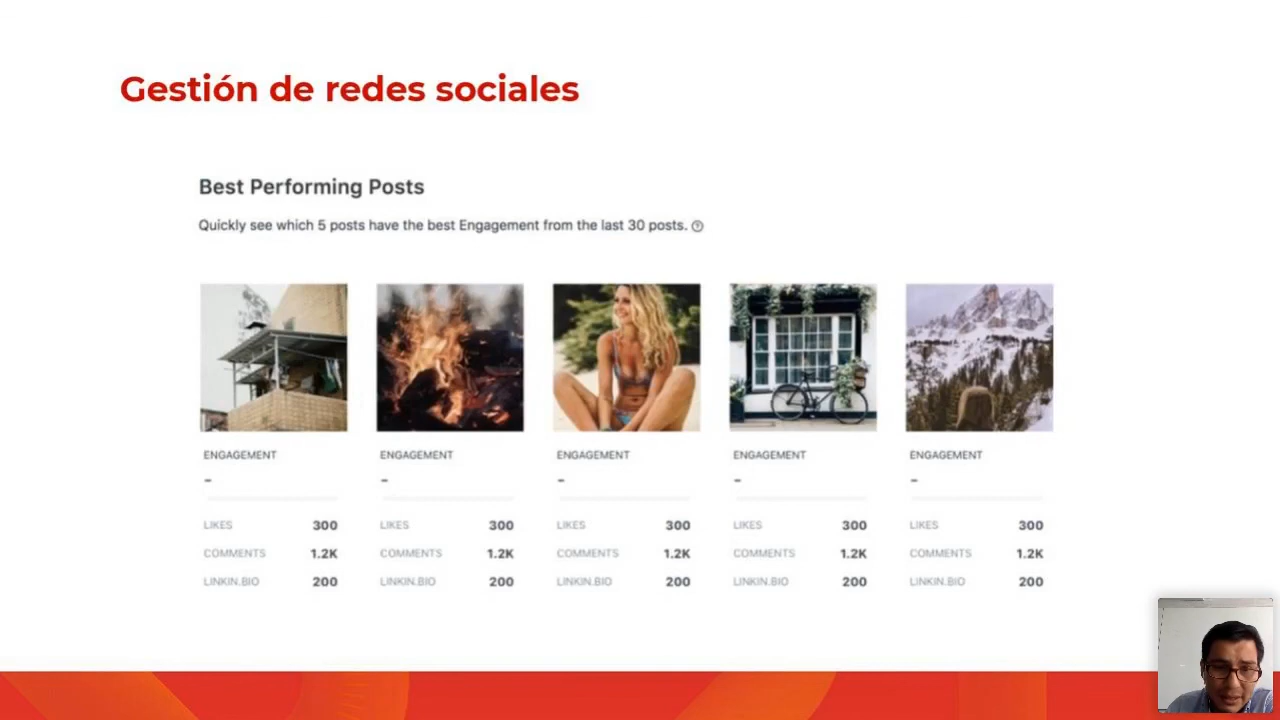 Gestión de redes sociales
Best Performing Posts
Quickly see which 5 posts have the best Engagement from the last 30 posts. ?
ENGAGEMENT ENGAGEMENT ENGAGEMENT ENGAGEMENT ENGAGEMENT
- - - - -
LIKES 300 LIKES 300 LIKES 300 LIKES 300 LIKES 300
COMMENTS 1.2K COMMENTS 1.2K COMMENTS 1.2K COMMENTS 1.2K COMMENTS 1.2K
LINKIN.BIO 200 LINKIN.BIO 200 LINKIN.BIO 200 LINKIN.BIO 200 LINKIN.BIO 200